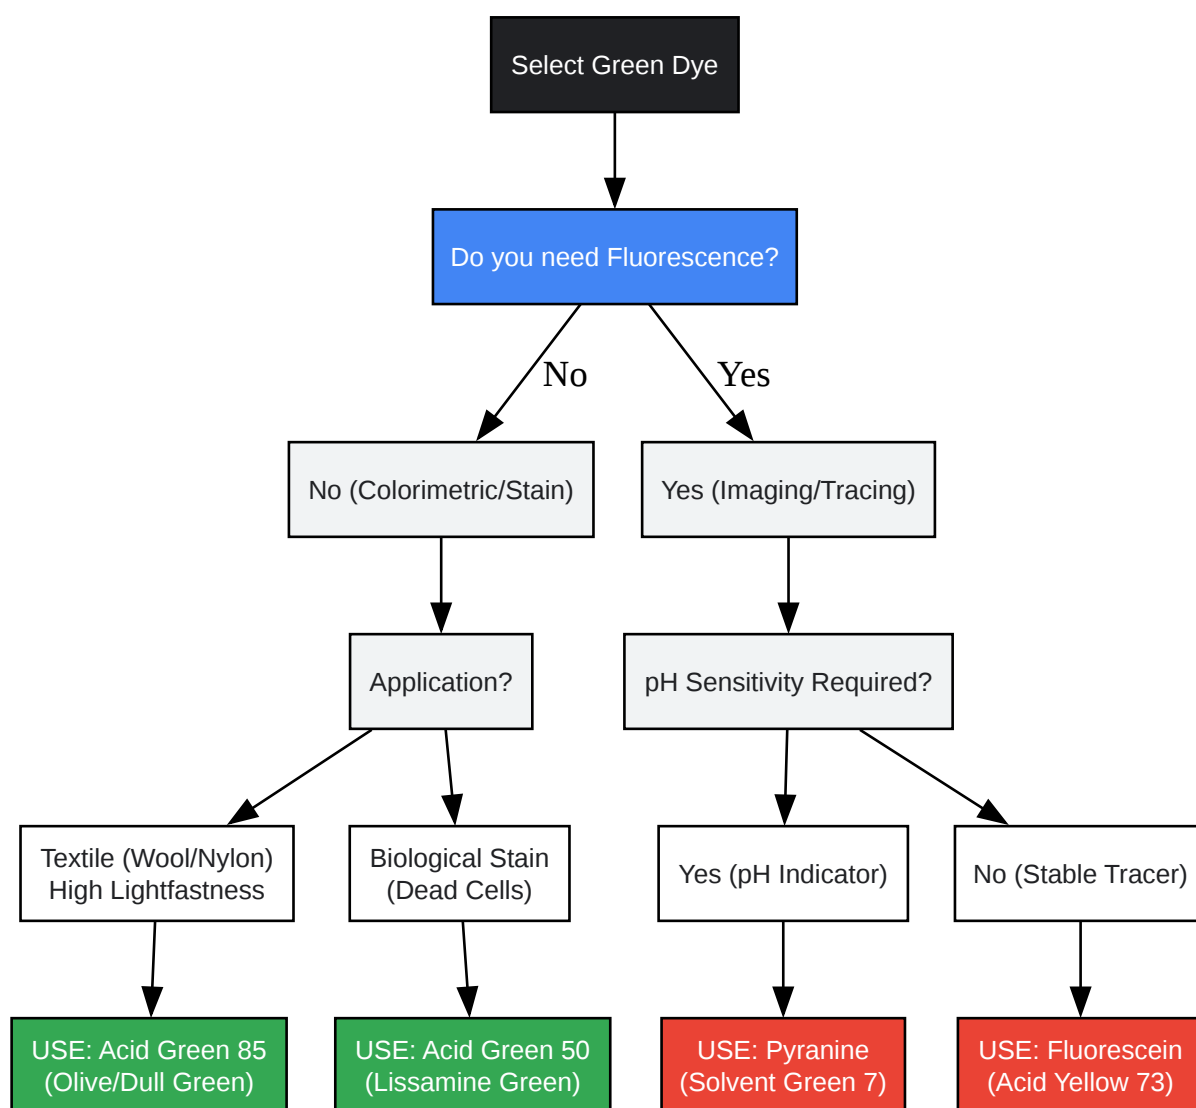 Select Green Dye
Do you need Fluorescence?
No
Yes
No (Colorimetric/Stain)
Yes (Imaging/Tracing)
Application?
pH Sensitivity Required?
Textile (Wool/Nylon)
High Lightfastness
Biological Stain
(Dead Cells)
Yes (pH Indicator)
No (Stable Tracer)
USE: Acid Green 85
(Olive/Dull Green)
USE: Acid Green 50
(Lissamine Green)
USE: Pyranine
(Solvent Green 7)
USE: Fluorescein
(Acid Yellow 73)